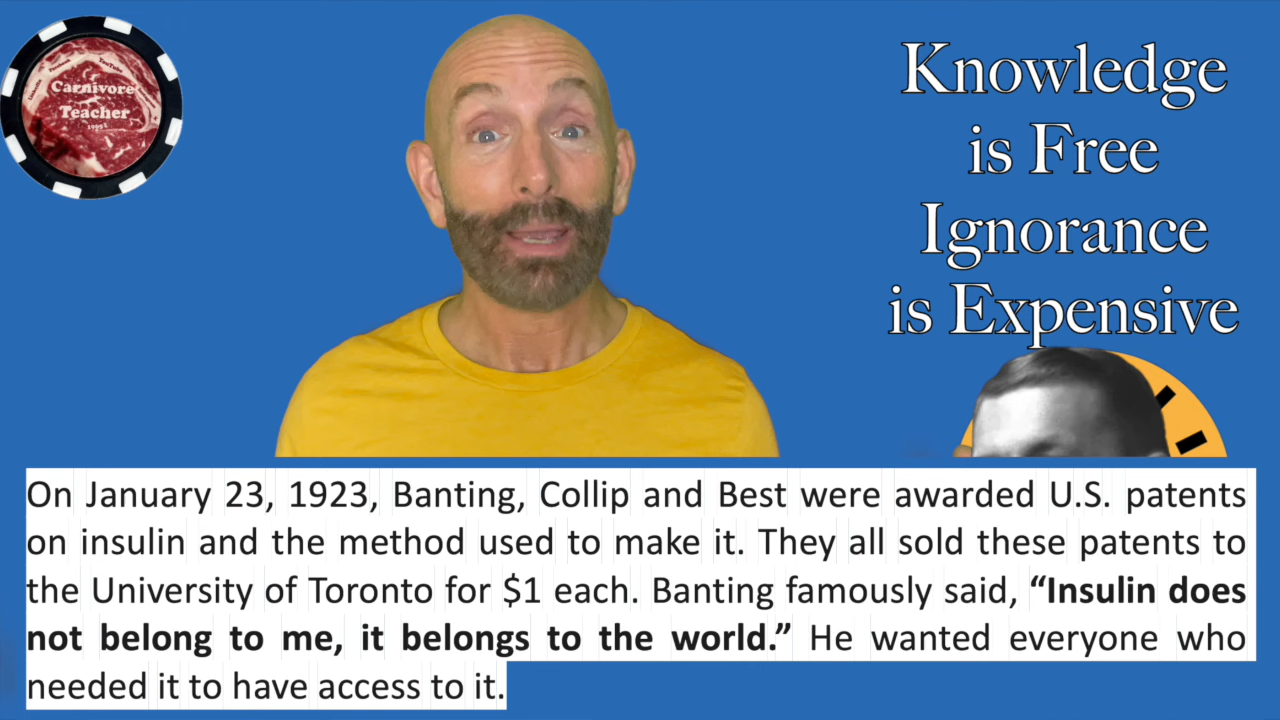 Carnivore
Teacher
Knowledge
is Free
Ignorance
is Expensive
On January 23, 1923, Banting, Collip and Best were awarded U.S. patents
on insulin and the method used to make it. They all sold these patents to
the University of Toronto for $1 each. Banting famously said, “Insulin does
not belong to me, it belongs to the world.” He wanted everyone who
needed it to have access to it.